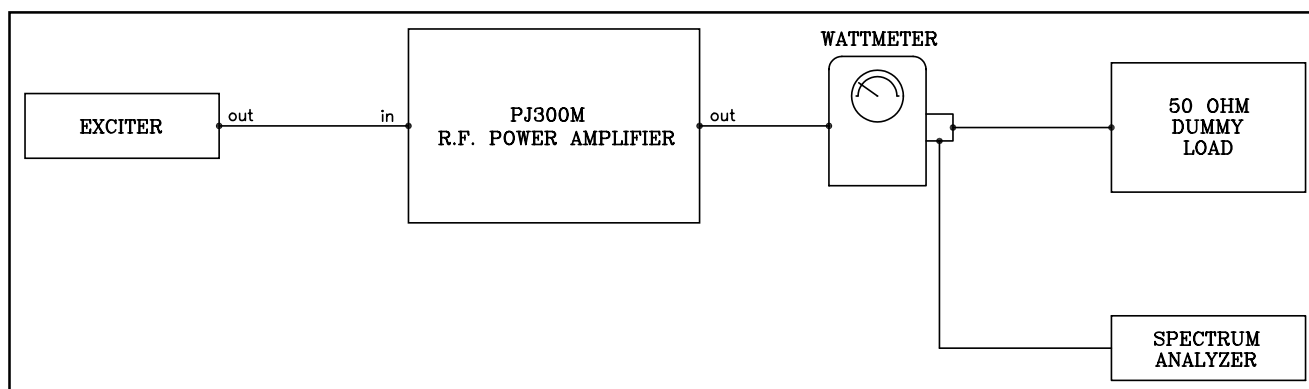 WATTMETER
EXCITER
out
in
PJ300M
R.F. POWER AMPLIFIER
out
50 OHM
DUMMY
LOAD
SPECTRUM
ANALYZER